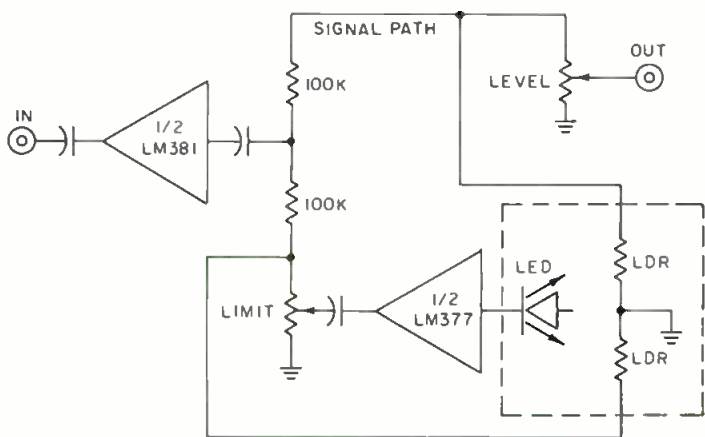 SIGNAL PATH
OUT
100K
LEVEL
IN
1/2
LM381
100K
LED
LDR
LIMIT
1/2
LM377
LDR